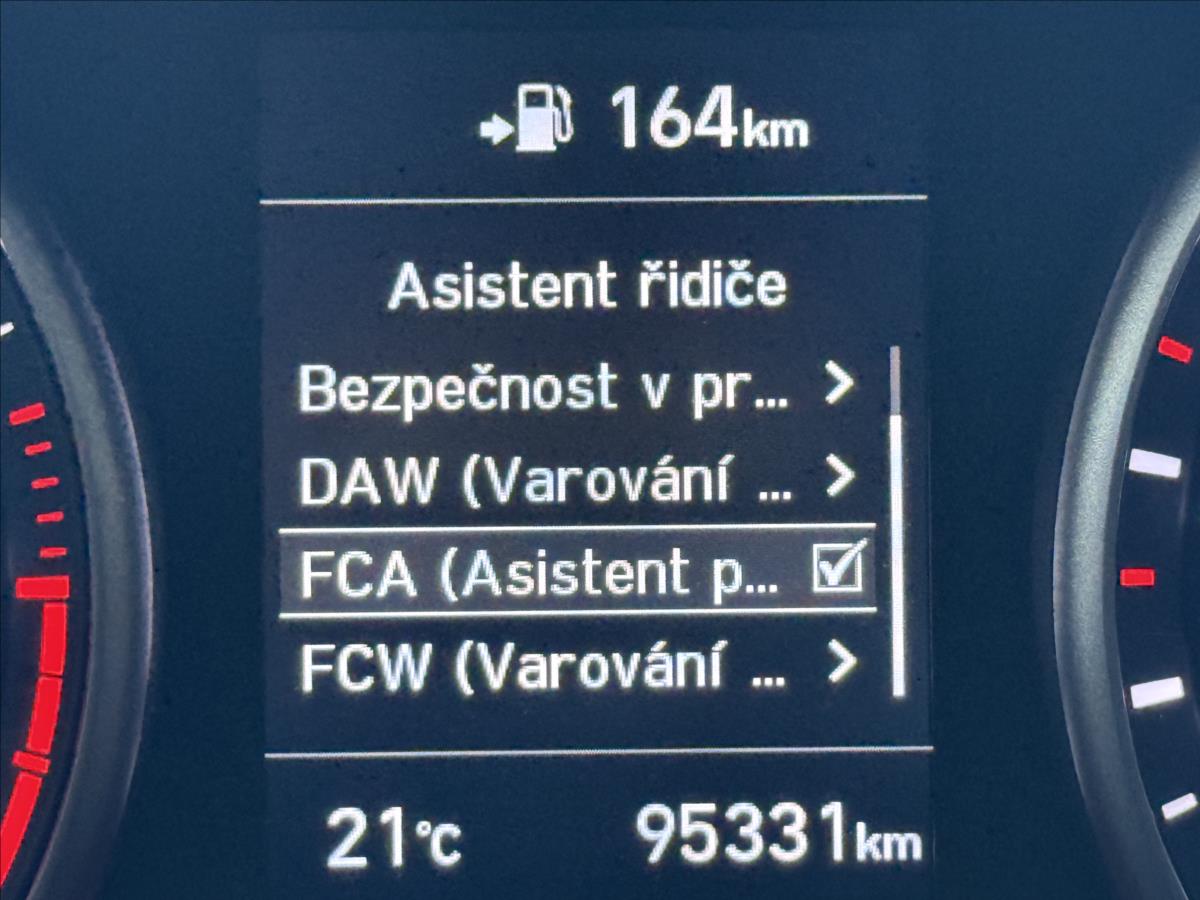 164km
Asistent řidiče
Bezpečnost v pr...
DAW (Varování ...
FCA (Asistent p...
FCW (Varování ...
21°C 95331km